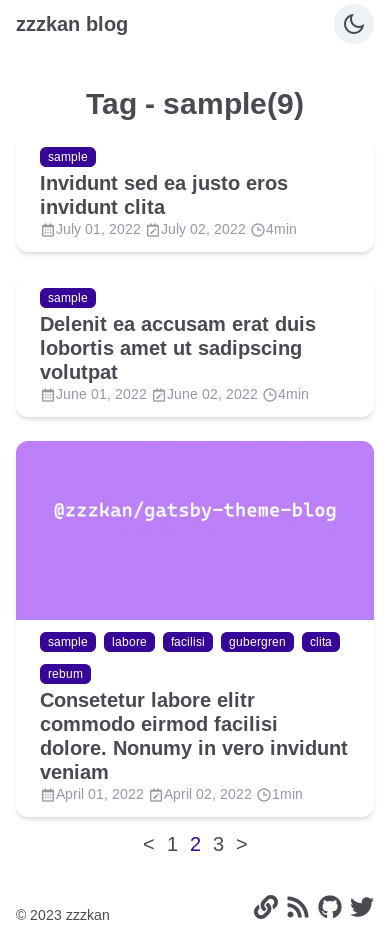 zzzkan blog
Tag - sample(9)
sample
Invidunt sed ea justo eros
invidunt clita
July 01, 2022 July 02, 2022 4min
sample
Delenit ea accusam erat duis
lobortis amet ut sadipscing
volutpat
June 01, 2022 June 02, 2022 4min
@zzzkan/gatsby-theme-blog
sample labore facilisi gubergren clita
rebum
Consetetur labore elitr
commodo eirmod facilisi
dolore. Nonumy in vero invidunt
veniam
April 01, 2022 April 02, 2022 1min
< 1 2 3 >
© 2023 zzzkan